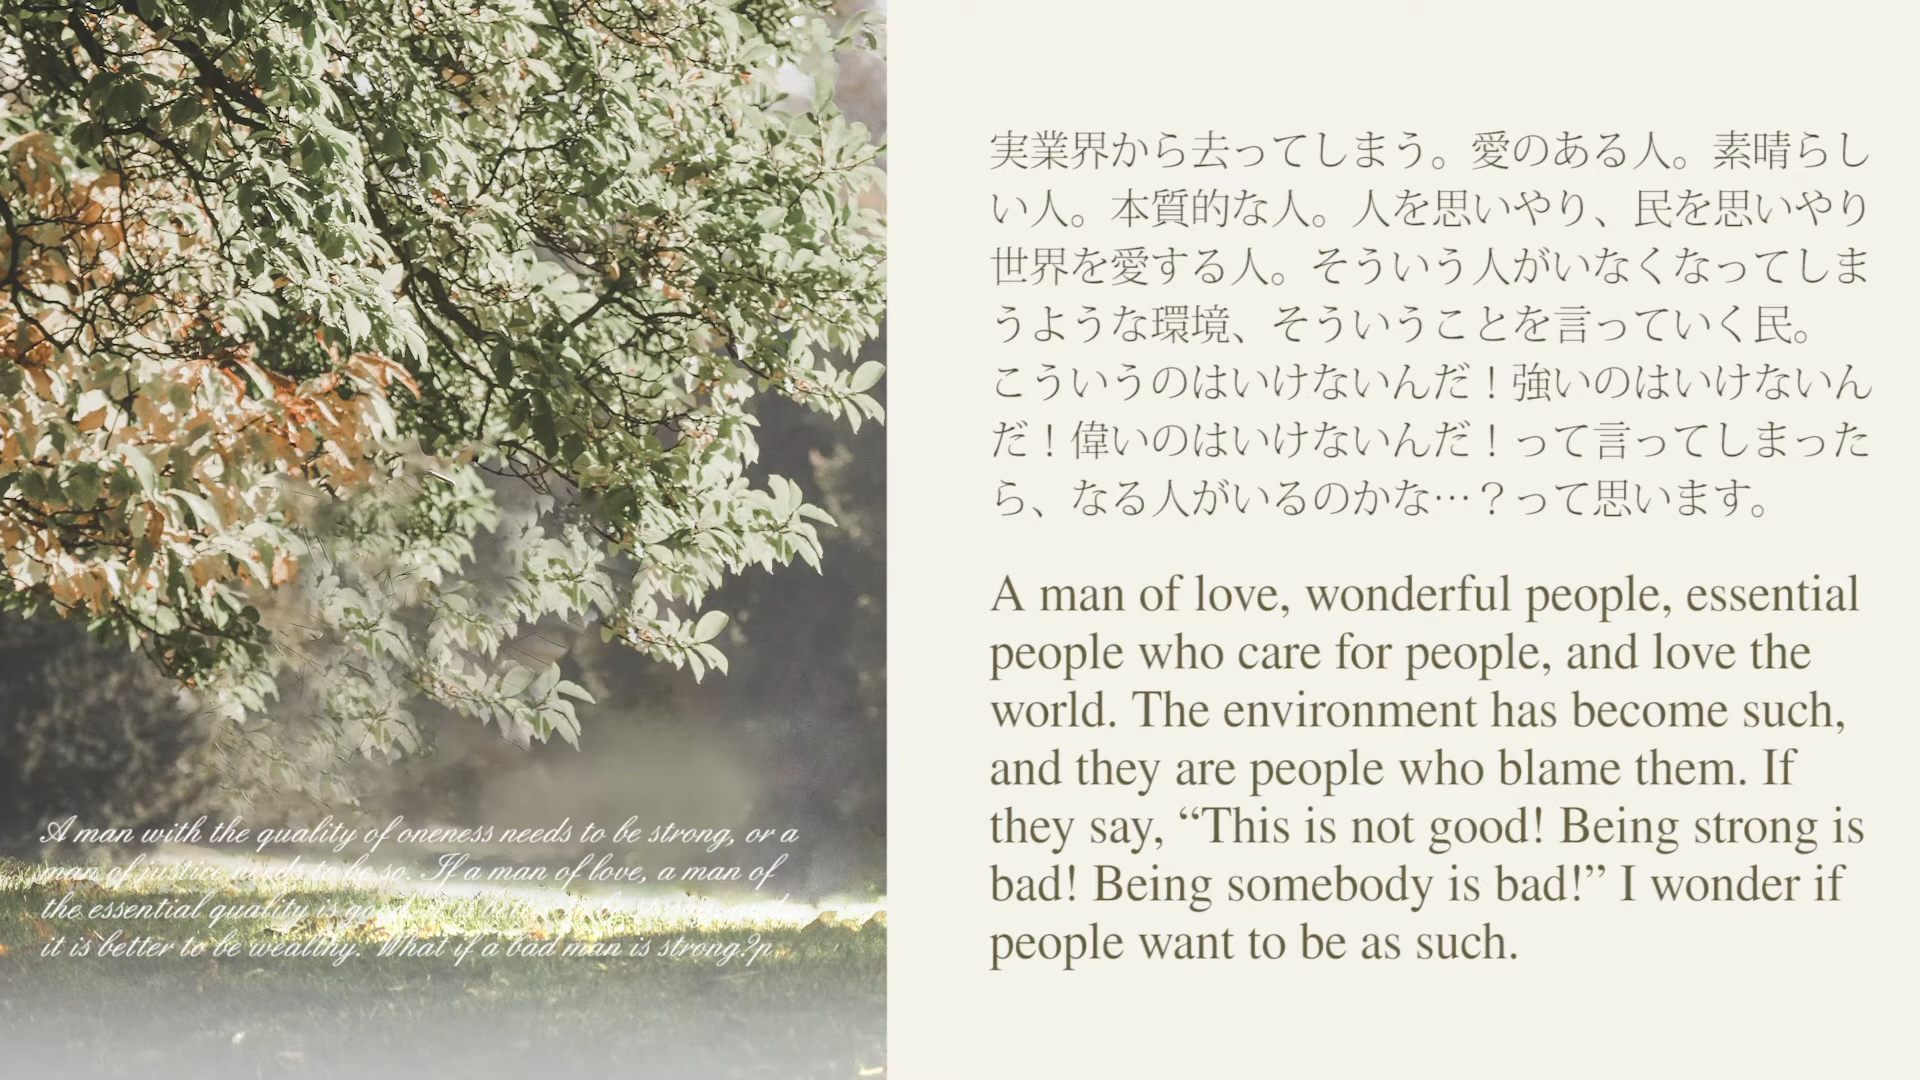 実業界から去ってしまう。愛のある人。素晴らし
い人。本質的な人。人を思いやり、民を思いやり
世界を愛する人。そういう人がいなくなってしま
うような環境、そういうことを言っていく民。
こういうのはいけないんだ！強いのはいけないん
だ！偉いのはいけないんだ！って言ってしまった
ら、なる人がいるのかな…？って思います。
A man of love, wonderful people, essential
people who care for people, and love the
world. The environment has become such,
and they are people who blame them. If
they say, “This is not good! Being strong is
bad! Being somebody is bad!” I wonder if
people want to be as such.
A man with the quality of oneness needs to be strong, or a
man of justice needs to be so. If a man of love, a man of
the essential quality is good, it is
it is better to be wealthy. What if a bad man is strong?p